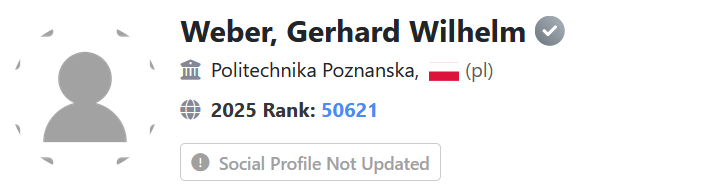 Weber, Gerhard Wilhelm
Politechnika Poznanska, (pl)
2025 Rank: 50621
Social Profile Not Updated